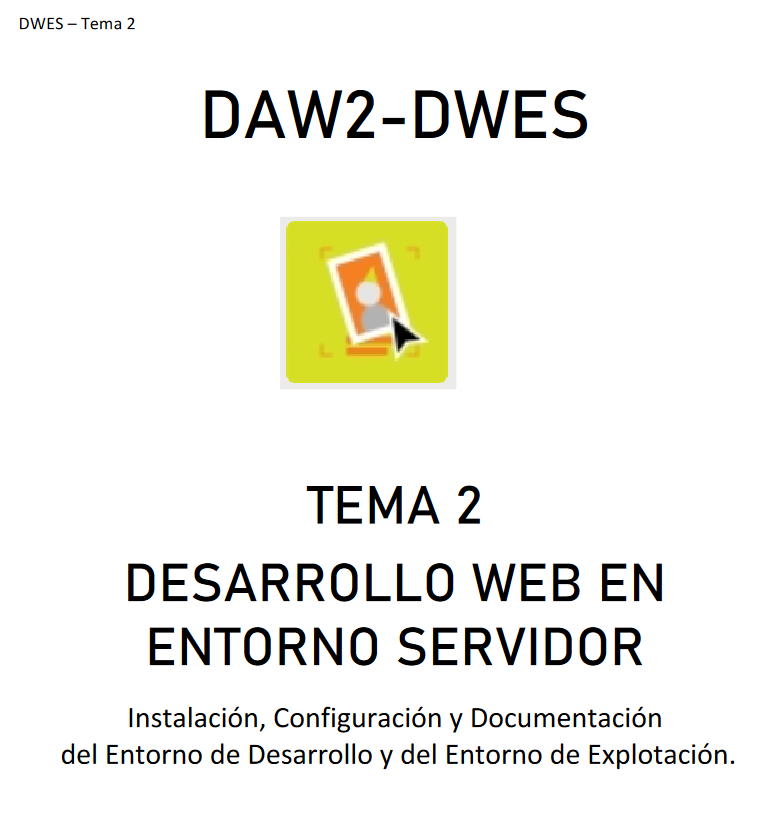 DWES – Tema 2
DAW2-DWES
TEMA 2
DESARROLLO WEB EN
ENTORNO SERVIDOR
Instalación, Configuración y Documentación
del Entorno de Desarrollo y del Entorno de Explotación.